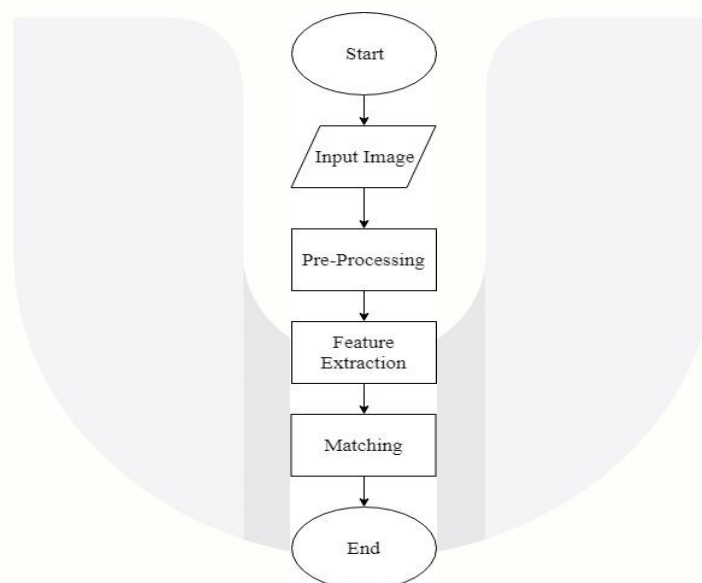 Start
Input Image
Pre-Processing
Feature
Extraction
Matching
End